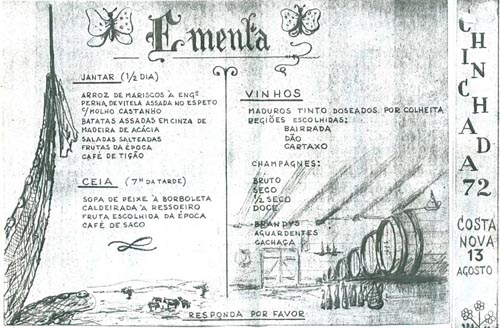 Ementa
JANTAR (1/2 DIA)
ARROZ DE MARISCOS À ENGº
PERNA DE VITELA ASSADA NO ESPETO
C/MOLHO CASTANHO
BATATAS ASSADAS EM CINZA DE
MADEIRA DE ACÁCIA
SALADAS SALTEADAS
FRUTAS DA ÉPOCA
CAFÉ DE TIÇÃO
CEIA (7H DA TARDE)
SOPA DE PEIXE À BORBOLETA
CALDEIRADA À RESSOEIRO
FRUTA ESCOLHIDA DA ÉPOCA
CAFÉ DE SACO
VINHOS
MADUROS TINTO DOSEADOS POR COLHEITA
REGIÕES ESCOLHIDAS:
BAIRRADA
DÃO
CARTAXO
CHAMPAGNES:
BRUTO
SECO
1/2 SECO
DOCE
BRANDYS
AGUARDENTES
CACHAÇA
RESPONDA POR FAVOR
CHINCHADA
72
COSTA
NOVA
13
AGOSTO